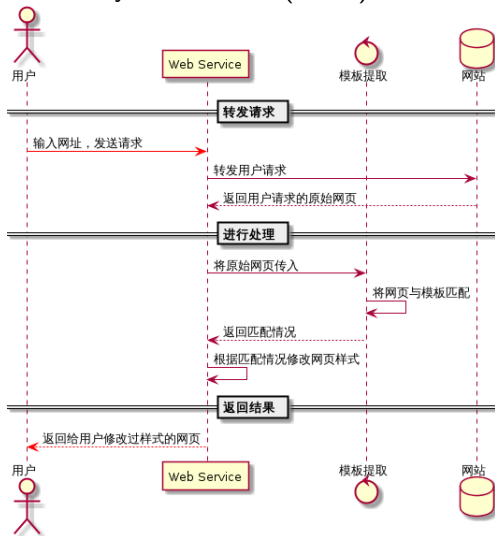 用户
Web Service
模板提取
网站
转发请求
输入网址，发送请求
转发用户请求
返回用户请求的原始网页
进行处理
将原始网页传入
将网页与模板匹配
返回匹配情况
根据匹配情况修改网页样式
返回结果
返回给用户修改过样式的网页
用户
Web Service
模板提取
网站